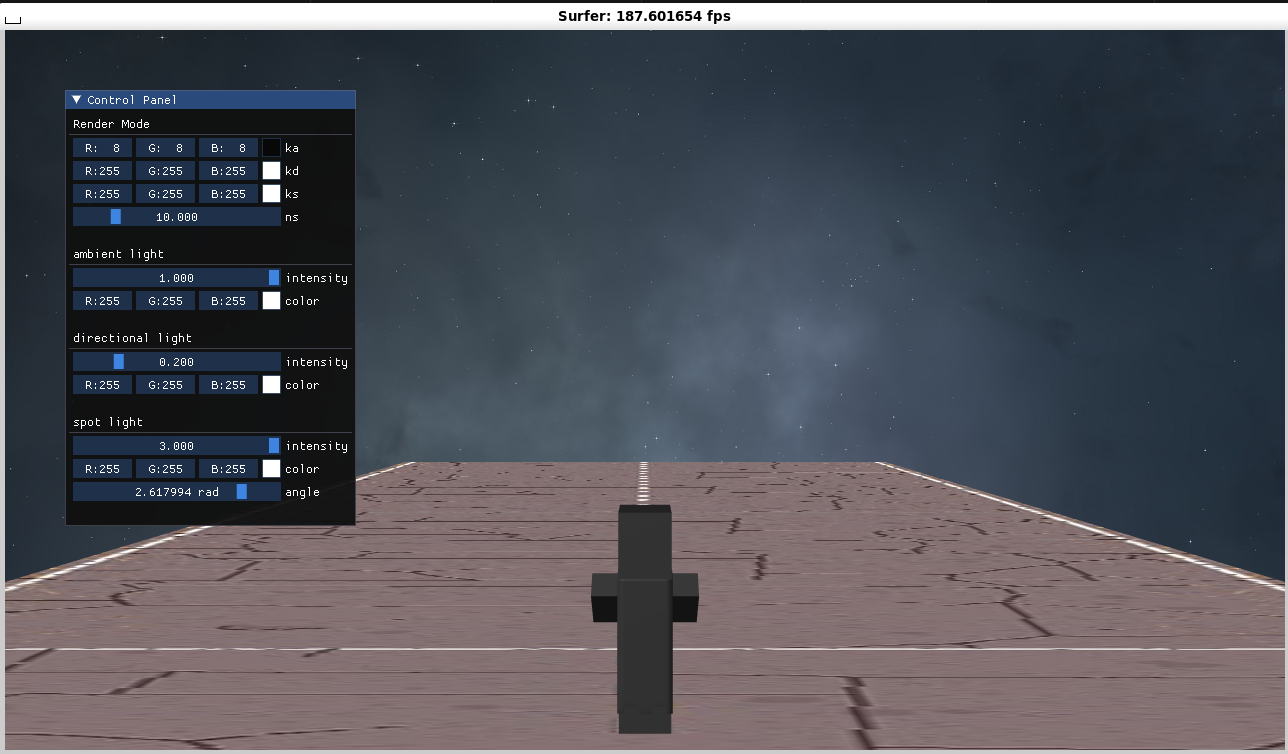 Surfer: 187.601654 fps
Control Panel
Render Mode
R: 8 G: 8 B: 8 ka
R:255 G:255 B:255 kd
R:255 G:255 B:255 ks
10.000 ns
ambient light
1.000 intensity
R:255 G:255 B:255 color
directional light
0.200 intensity
R:255 G:255 B:255 color
spot light
3.000 intensity
R:255 G:255 B:255 color
2.617994 rad angle